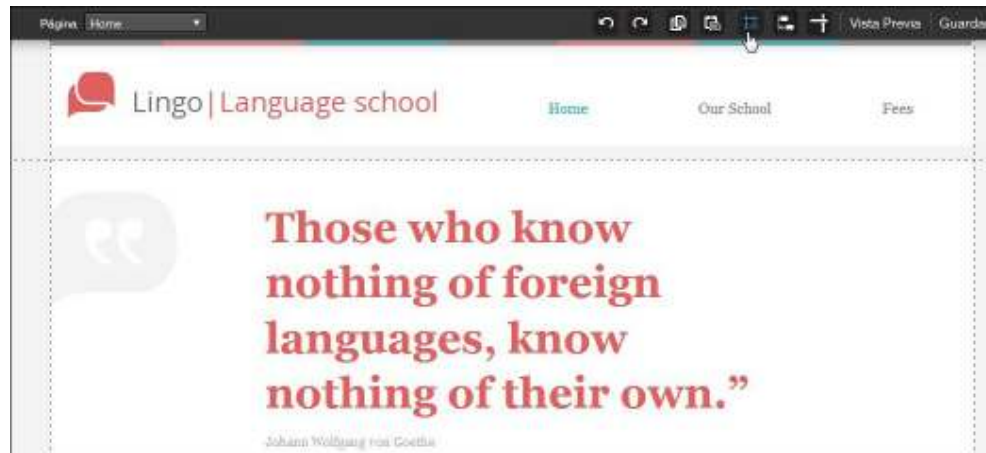 Página Home
Vista Previa
Guarda
Lingo|Language school
Home
Our School
Fees
Those who know
nothing of foreign
languages, know
nothing of their own.”
Johann Wolfgang von Goethe